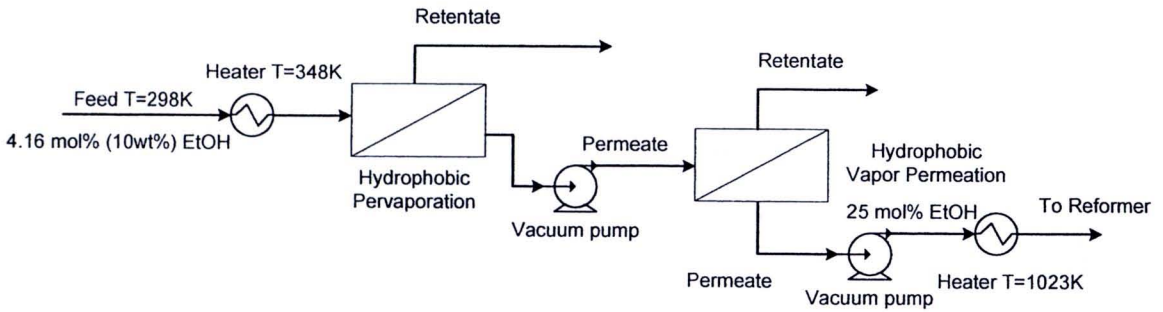 Retentate
Heater T=348K
Feed T=298K
4.16 mol% (10wt%) EtOH
Hydrophobic
Pervaporation
Permeate
Vacuum pump
Retentate
Hydrophobic
Vapor Permeation
25 mol% EtOH
To Reformer
Permeate
Vacuum pump
Heater T=1023K